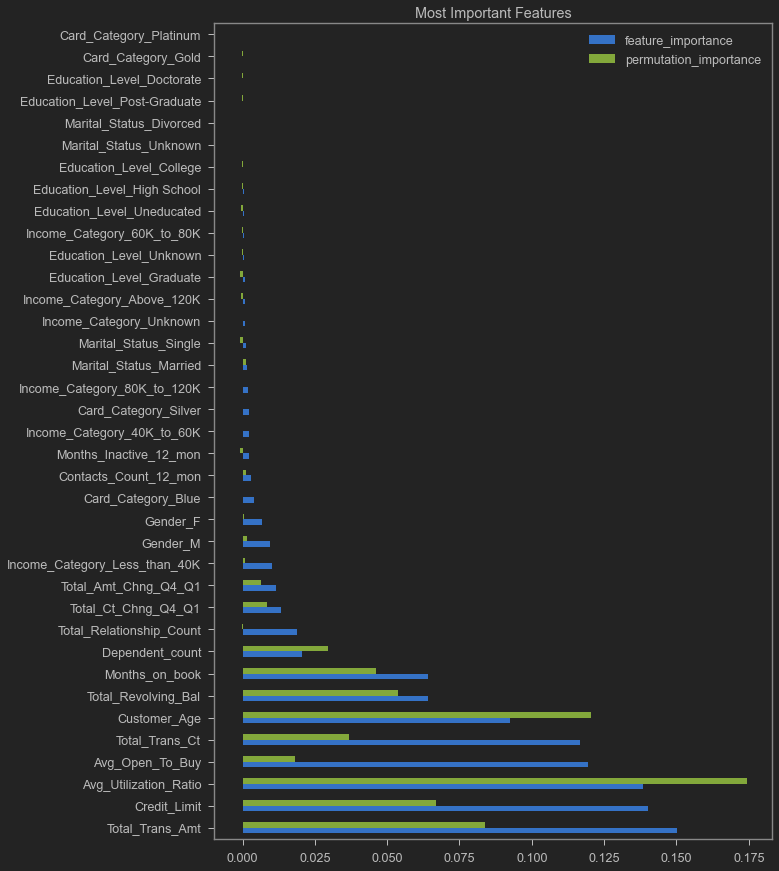 Most Important Features
feature_importance
permutation_importance
Card_Category_Platinum
Card_Category_Gold
Education_Level_Doctorate
Education_Level_Post-Graduate
Marital_Status_Divorced
Marital_Status_Unknown
Education_Level_College
Education_Level_High School
Education_Level_Uneducated
Income_Category_60K_to_80K
Education_Level_Unknown
Education_Level_Graduate
Income_Category_Above_120K
Income_Category_Unknown
Marital_Status_Single
Marital_Status_Married
Income_Category_80K_to_120K
Card_Category_Silver
Income_Category_40K_to_60K
Months_Inactive_12_mon
Contacts_Count_12_mon
Card_Category_Blue
Gender_F
Gender_M
Income_Category_Less_than_40K
Total_Amt_Chng_Q4_Q1
Total_Ct_Chng_Q4_Q1
Total_Relationship_Count
Dependent_count
Months_on_book
Total_Revolving_Bal
Customer_Age
Total_Trans_Ct
Avg_Open_To_Buy
Avg_Utilization_Ratio
Credit_Limit
Total_Trans_Amt
0.000 0.025 0.050 0.075 0.100 0.125 0.150 0.175